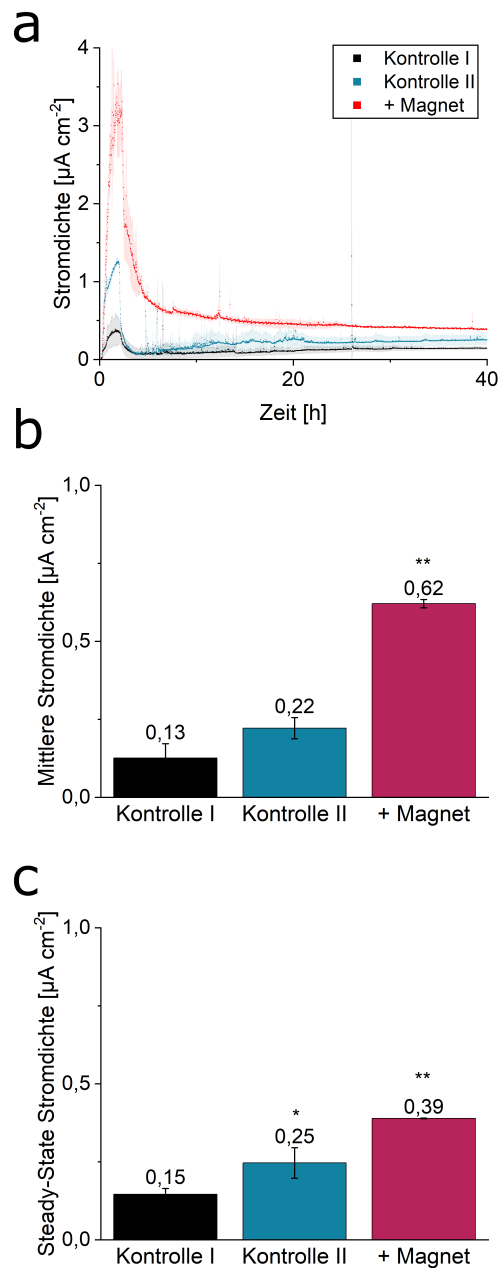 a
Stromdichte [µA cm-2]
4
3
2
1
0
Kontrolle I
Kontrolle II
+ Magnet
0
20
40
Zeit [h]
b
Mittlere Stromdichte [µA cm-2]
1,0
0,5
0,0
0,13
0,22
**
0,62
Kontrolle I
Kontrolle II
+ Magnet
c
Steady-State Stromdichte [µA cm-2]
1,0
0,5
0,0
0,15
*
0,25
**
0,39
Kontrolle I
Kontrolle II
+ Magnet